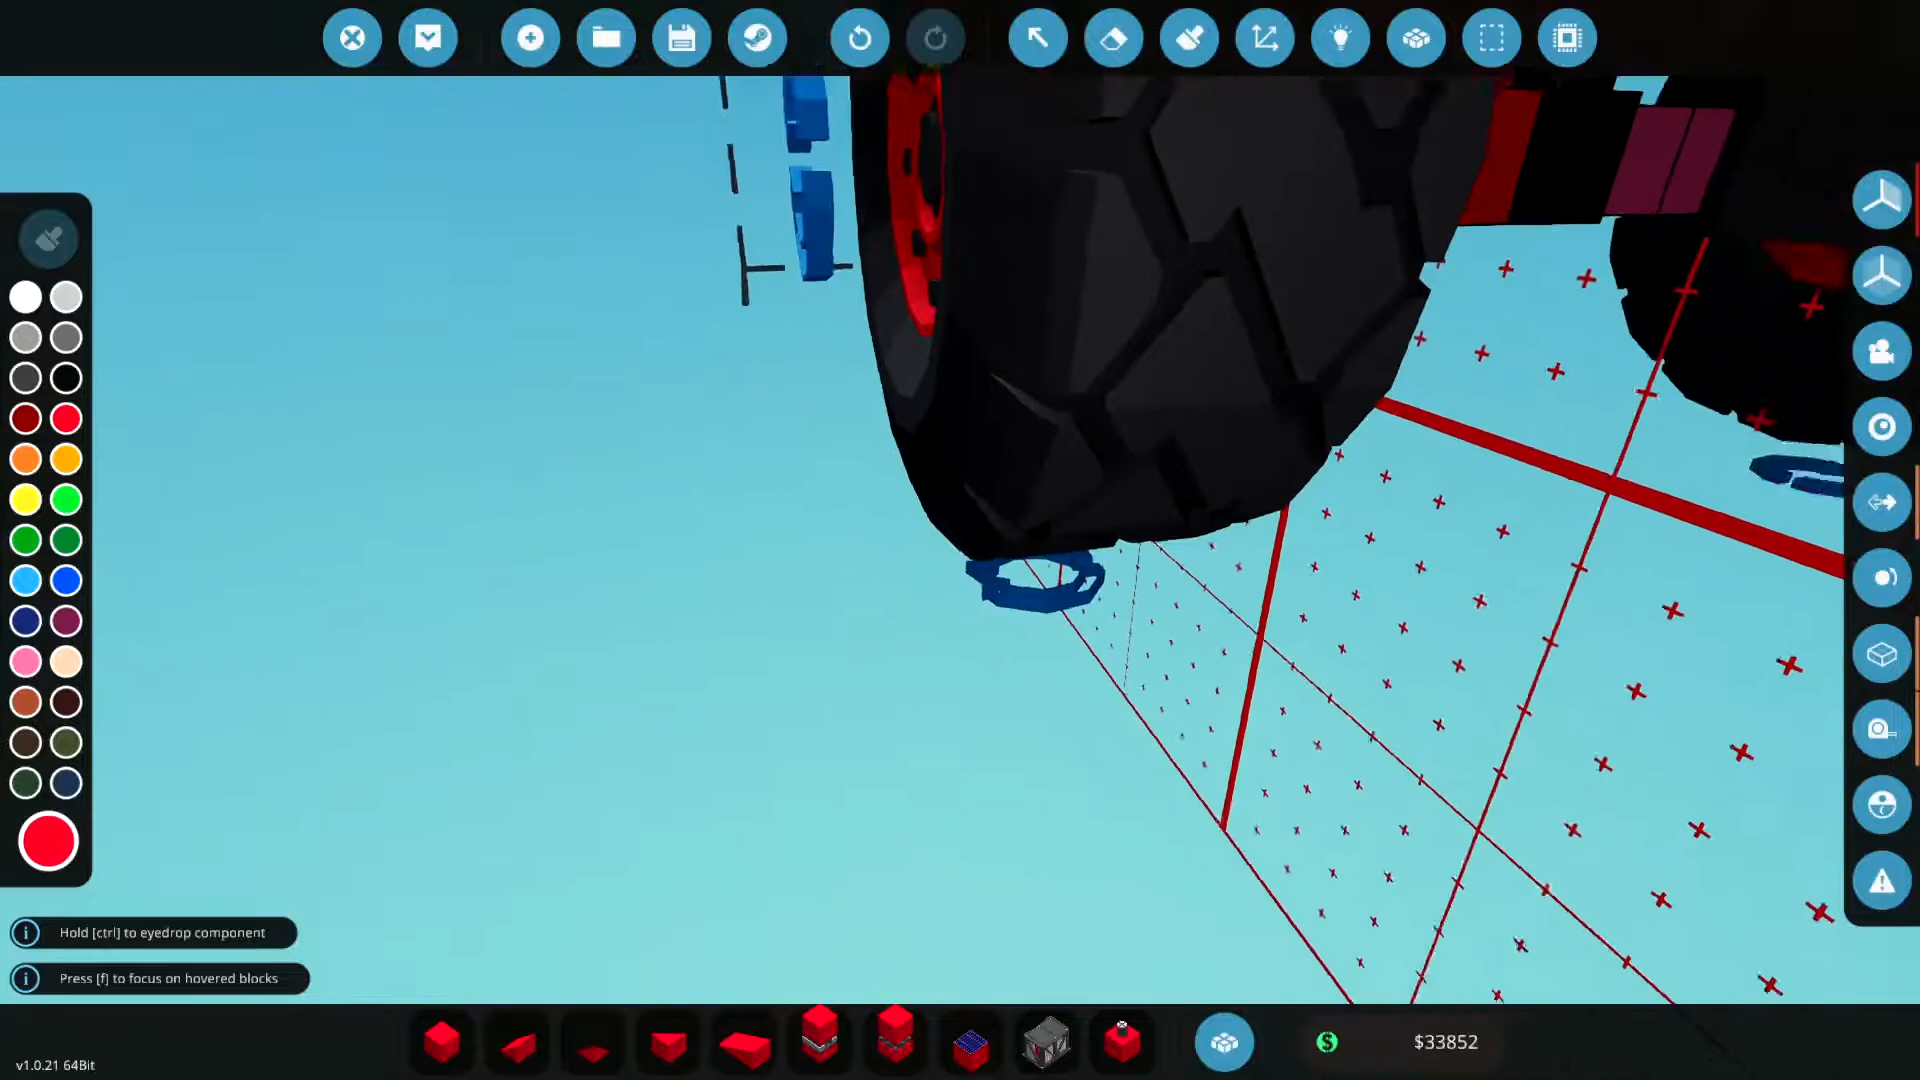 Hold [ctrl] to eyedrop component
Press [f] to focus on hovered blocks
v1.0.21 64Bit
$33852